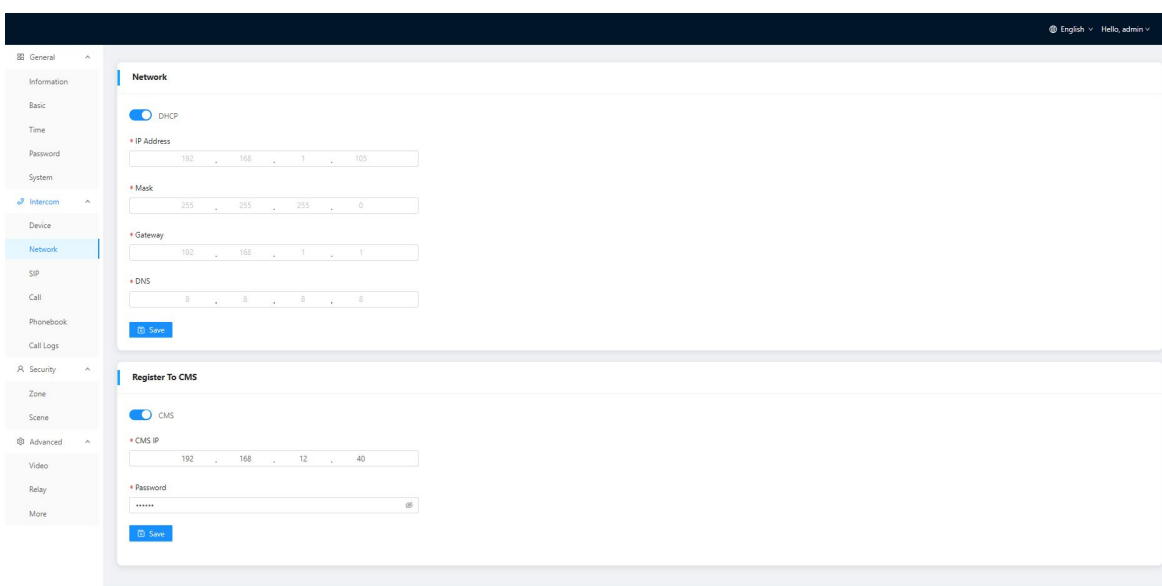 English Hello, admin
General
Information
Basic
Time
Password
System
Intercom
Device
Network
SIP
Call
Phonebook
Call Logs
Security
Zone
Scene
Advanced
Video
Relay
More
Network
DHCP
* IP Address
192 . 168 . 1 . 105
* Mask
255 . 255 . 255 . 0
* Gateway
192 . 168 . 1 . 1
* DNS
8 . 8 . 8 . 8
Save
Register To CMS
CMS
* CMS IP
192 . 168 . 12 . 40
* Password
••••••
Save